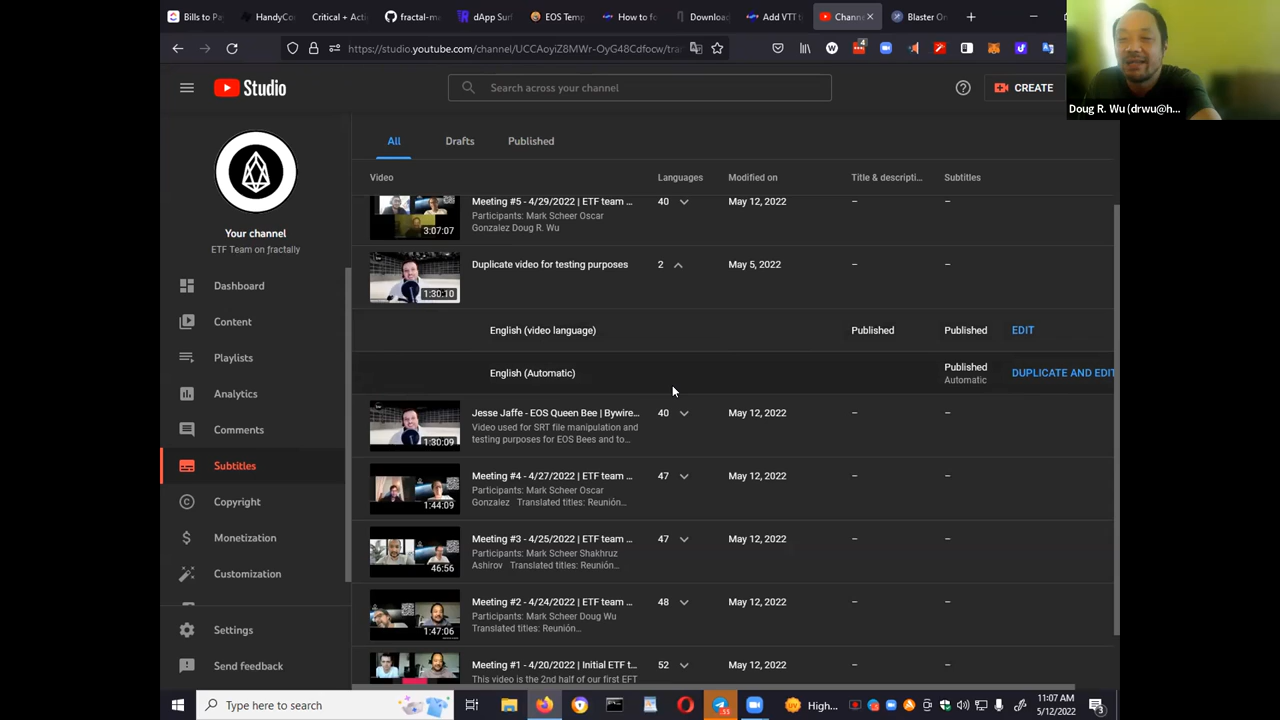 Bills to Pa
HandyCo
Critical + Acti
fractal-m
dApp Sur
EOS Temp
How to fo
Downloa
Add VTT t
Chann
Blaster On
https://studio.youtube.com/channel/UCCAoyiZ8MWr-OyG48Cdfocw/tra
4
Doug R. Wu (drwu@h...
Studio
Search across your channel
CREATE
All
Drafts
Published
Video
Languages
Modified on
Title & descripti...
Subtitles
Your channel
ETF Team on ƒractally
Dashboard
Content
Playlists
Analytics
Comments
Subtitles
Copyright
Monetization
Customization
Settings
Send feedback
Meeting #5 - 4/29/2022 | ETF team ...
40
May 12, 2022
–
–
Participants: Mark Scheer Oscar
Gonzalez Doug R. Wu
3:07:07
Duplicate video for testing purposes
2
May 5, 2022
–
–
1:30:10
English (video language)
Published
Published
EDIT
English (Automatic)
Published
Automatic
DUPLICATE AND EDIT
Jesse Jaffe - EOS Queen Bee | Bywire...
40
May 12, 2022
–
–
Video used for SRT file manipulation and
testing purposes for EOS Bees and to...
1:30:09
Meeting #4 - 4/27/2022 | ETF team ...
47
May 12, 2022
–
–
Participants: Mark Scheer Oscar
Gonzalez Translated titles: Reunión...
1:44:09
Meeting #3 - 4/25/2022 | ETF team ...
47
May 12, 2022
–
–
Participants: Mark Scheer Shakhruz
Ashirov Translated titles: Reunión...
46:56
Meeting #2 - 4/24/2022 | ETF team ...
48
May 12, 2022
–
–
Participants: Mark Scheer Doug Wu
Translated titles: Reunión...
1:47:06
Meeting #1 - 4/20/2022 | Initial ETF t...
52
May 12, 2022
–
–
This video is the 2nd half of our first EFT
Type here to search
High...
11:07 AM
5/12/2022
3